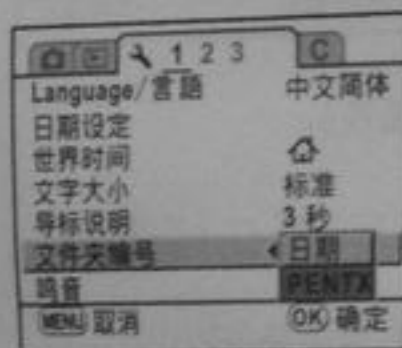 1 2 3 C
Language/言語 中文简体
日期设定
世界时间
文字大小 标准
导标说明 3 秒
文件夹编号 日期
鸣音 PENTX
MENU 取消 OK 确定